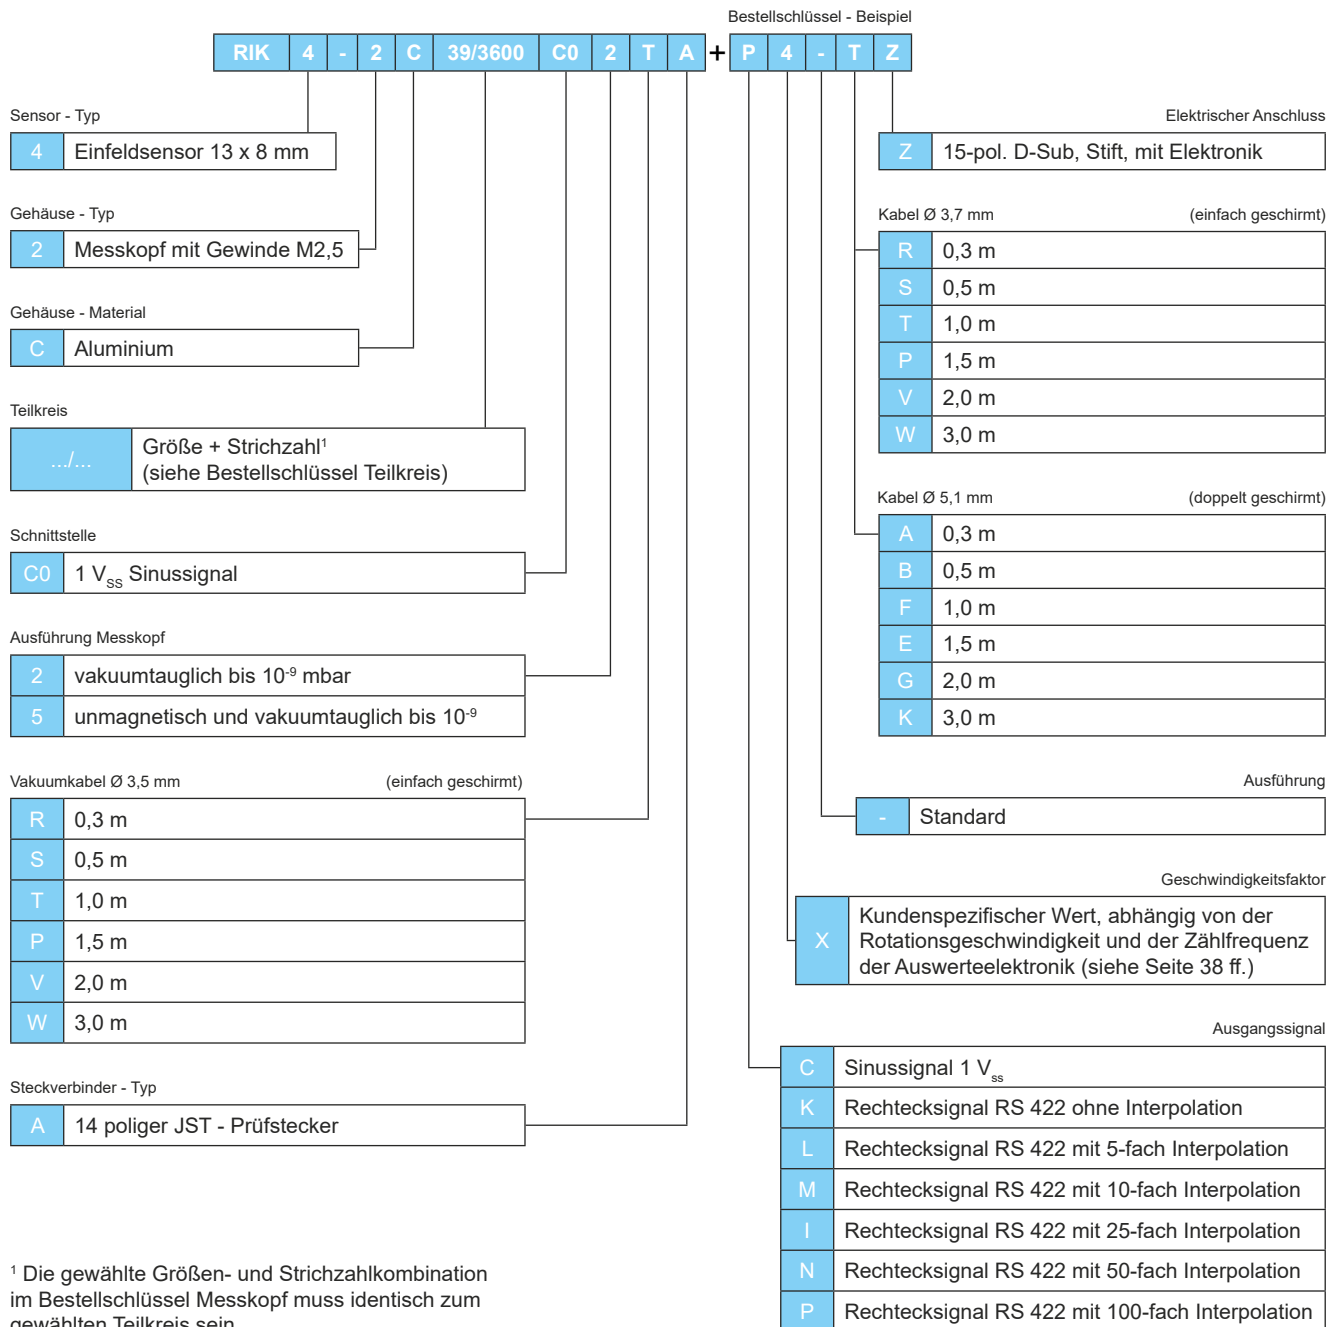 Bestellschlüssel - Beispiel
RIK 4 - 2 C 39/3600 C0 2 T A + P 4 - T Z
Sensor - Typ
4 Einfeldsensor 13 x 8 mm
Gehäuse - Typ
2 Messkopf mit Gewinde M2,5
Gehäuse - Material
C Aluminium
Teilkreis
.../... Größe + Strichzahl¹
(siehe Bestellschlüssel Teilkreis)
Schnittstelle
C0 1 Vss Sinussignal
Ausführung Messkopf
2 vakuumtauglich bis 10⁻⁹ mbar
5 unmagnetisch und vakuumtauglich bis 10⁻⁹
Vakuumkabel Ø 3,5 mm (einfach geschirmt)
R 0,3 m
S 0,5 m
T 1,0 m
P 1,5 m
V 2,0 m
W 3,0 m
Steckverbinder - Typ
A 14 poliger JST - Prüfstecker
¹ Die gewählte Größen- und Strichzahlkombination
im Bestellschlüssel Messkopf muss identisch zum
gewählten Teilkreis sein
Elektrischer Anschluss
Z 15-pol. D-Sub, Stift, mit Elektronik
Kabel Ø 3,7 mm (einfach geschirmt)
R 0,3 m
S 0,5 m
T 1,0 m
P 1,5 m
V 2,0 m
W 3,0 m
Kabel Ø 5,1 mm (doppelt geschirmt)
A 0,3 m
B 0,5 m
F 1,0 m
E 1,5 m
G 2,0 m
K 3,0 m
Ausführung
- Standard
Geschwindigkeitsfaktor
X Kundenspezifischer Wert, abhängig von der
Rotationsgeschwindigkeit und der Zählfrequenz
der Auswerteelektronik (siehe Seite 38 ff.)
Ausgangssignal
C Sinussignal 1 Vss
K Rechtecksignal RS 422 ohne Interpolation
L Rechtecksignal RS 422 mit 5-fach Interpolation
M Rechtecksignal RS 422 mit 10-fach Interpolation
I Rechtecksignal RS 422 mit 25-fach Interpolation
N Rechtecksignal RS 422 mit 50-fach Interpolation
P Rechtecksignal RS 422 mit 100-fach Interpolation